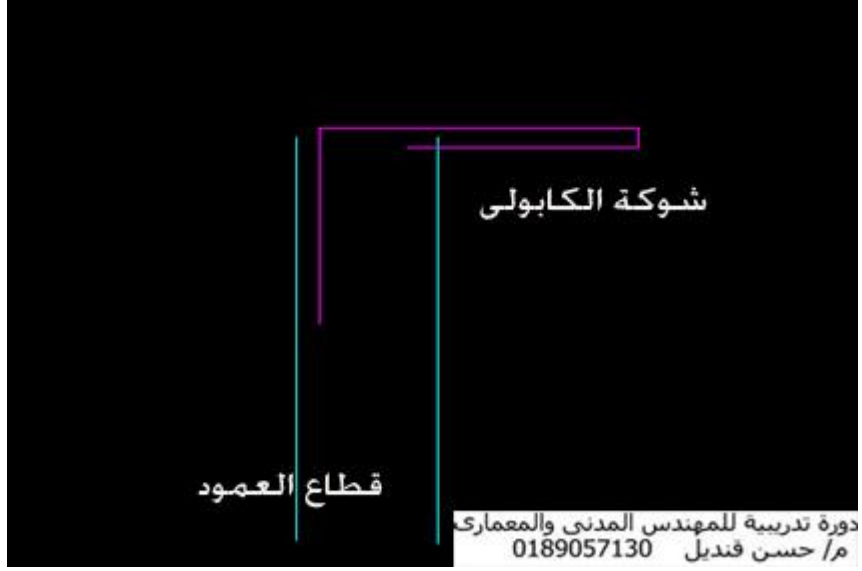 شوكة الكابولى
قطاع العمود
دورة تدريبية للمهندس المدنى والمعمارى
م/ حسن قنديل 0189057130